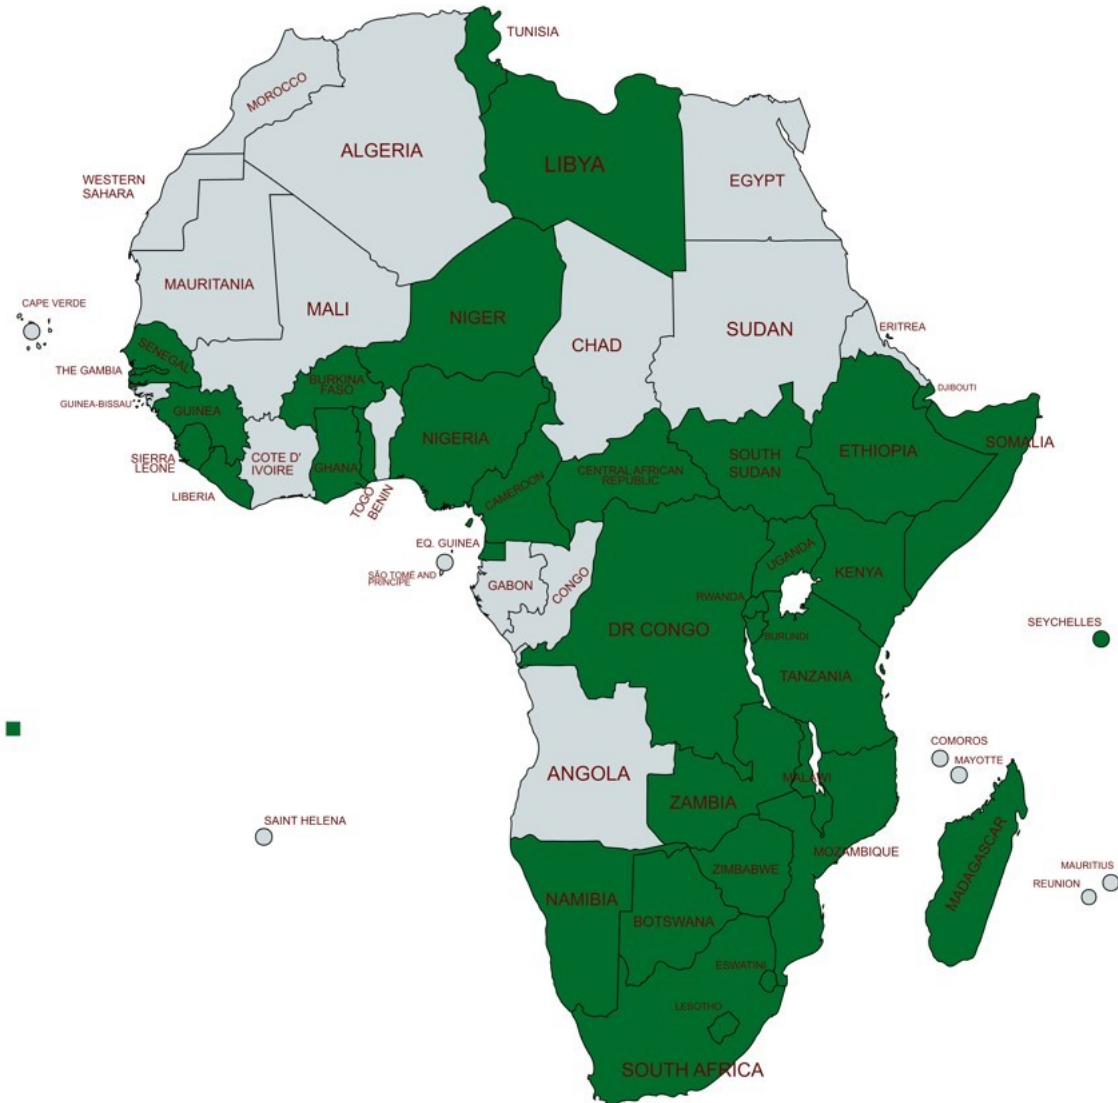 TUNISIA
MOROCCO
ALGERIA
LIBYA
EGYPT
WESTERN
SAHARA
MAURITANIA
MALI
NIGER
CHAD
SUDAN
ERITREA
CAPE VERDE
SENEGAL
THE GAMBIA
GUINEA-BISSAU
GUINEA
BURKINA
FASO
DJIBOUTI
SIERRA
LEONE
LIBERIA
COTE D'
IVOIRE
GHANA
TOGO
BENIN
NIGERIA
CAMEROON
CENTRAL AFRICAN
REPUBLIC
SOUTH
SUDAN
ETHIOPIA
SOMALIA
EQ. GUINEA
SÃO TOMÉ AND
PRINCIPE
GABON
CONGO
DR CONGO
UGANDA
KENYA
RWANDA
BURUNDI
TANZANIA
SEYCHELLES
ANGOLA
ZAMBIA
MALAWI
COMOROS
MAYOTTE
SAINT HELENA
MOZAMBIQUE
MADAGASCAR
MAURITIUS
REUNION
NAMIBIA
ZIMBABWE
BOTSWANA
ESWATINI
LESOTHO
SOUTH AFRICA